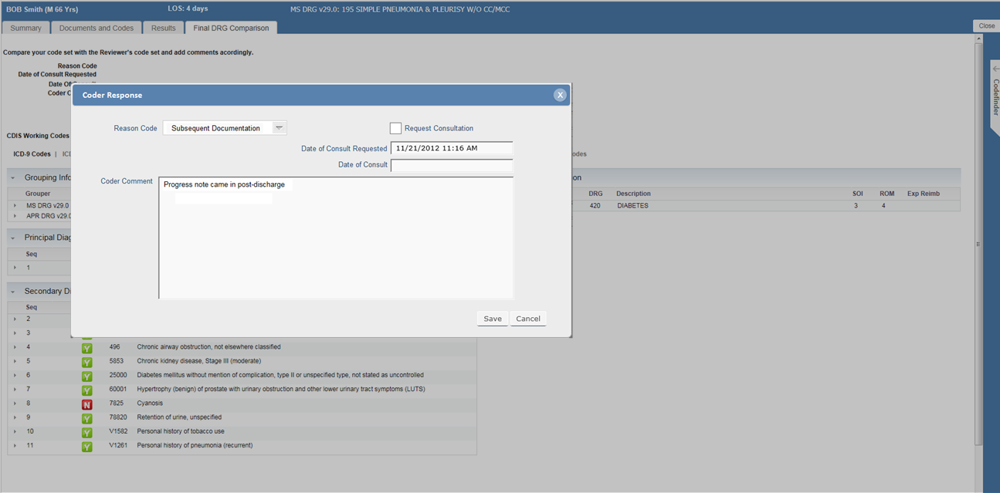 BOB Smith (M 66 Yrs) LOS: 4 days MS DRG v29.0: 195 SIMPLE PNEUMONIA & PLEURISY W/O CC/MCC
Summary Documents and Codes Results Final DRG Comparison Close
Compare your code set with the Reviewer's code set and add comments acordingly.
Reason Code
Date of Consult Requested
Date Of
Coder C
Codefinder
Coder Response X
Reason Code Subsequent Documentation Request Consultation
Date of Consult Requested 11/21/2012 11:16 AM
Date of Consult
Coder Comment Progress note came in post-discharge
Save Cancel
CDIS Working Codes
ICD-9 Codes | ICI odes
Grouping Info on
Grouper DRG Description SOI ROM Exp Reimb
MS DRG v29.0 420 DIABETES 3 4
APR DRG v29.0
Principal Diag
Seq
1
Secondary Di
Seq
2
3
4 Y 496 Chronic airway obstruction, not elsewhere classified
5 Y 5853 Chronic kidney disease, Stage III (moderate)
6 Y 25000 Diabetes mellitus without mention of complication, type II or unspecified type, not stated as uncontrolled
7 Y 60001 Hypertrophy (benign) of prostate with urinary obstruction and other lower urinary tract symptoms (LUTS)
8 N 7825 Cyanosis
9 Y 78820 Retention of urine, unspecified
10 Y V1582 Personal history of tobacco use
11 Y V1261 Personal history of pneumonia (recurrent)